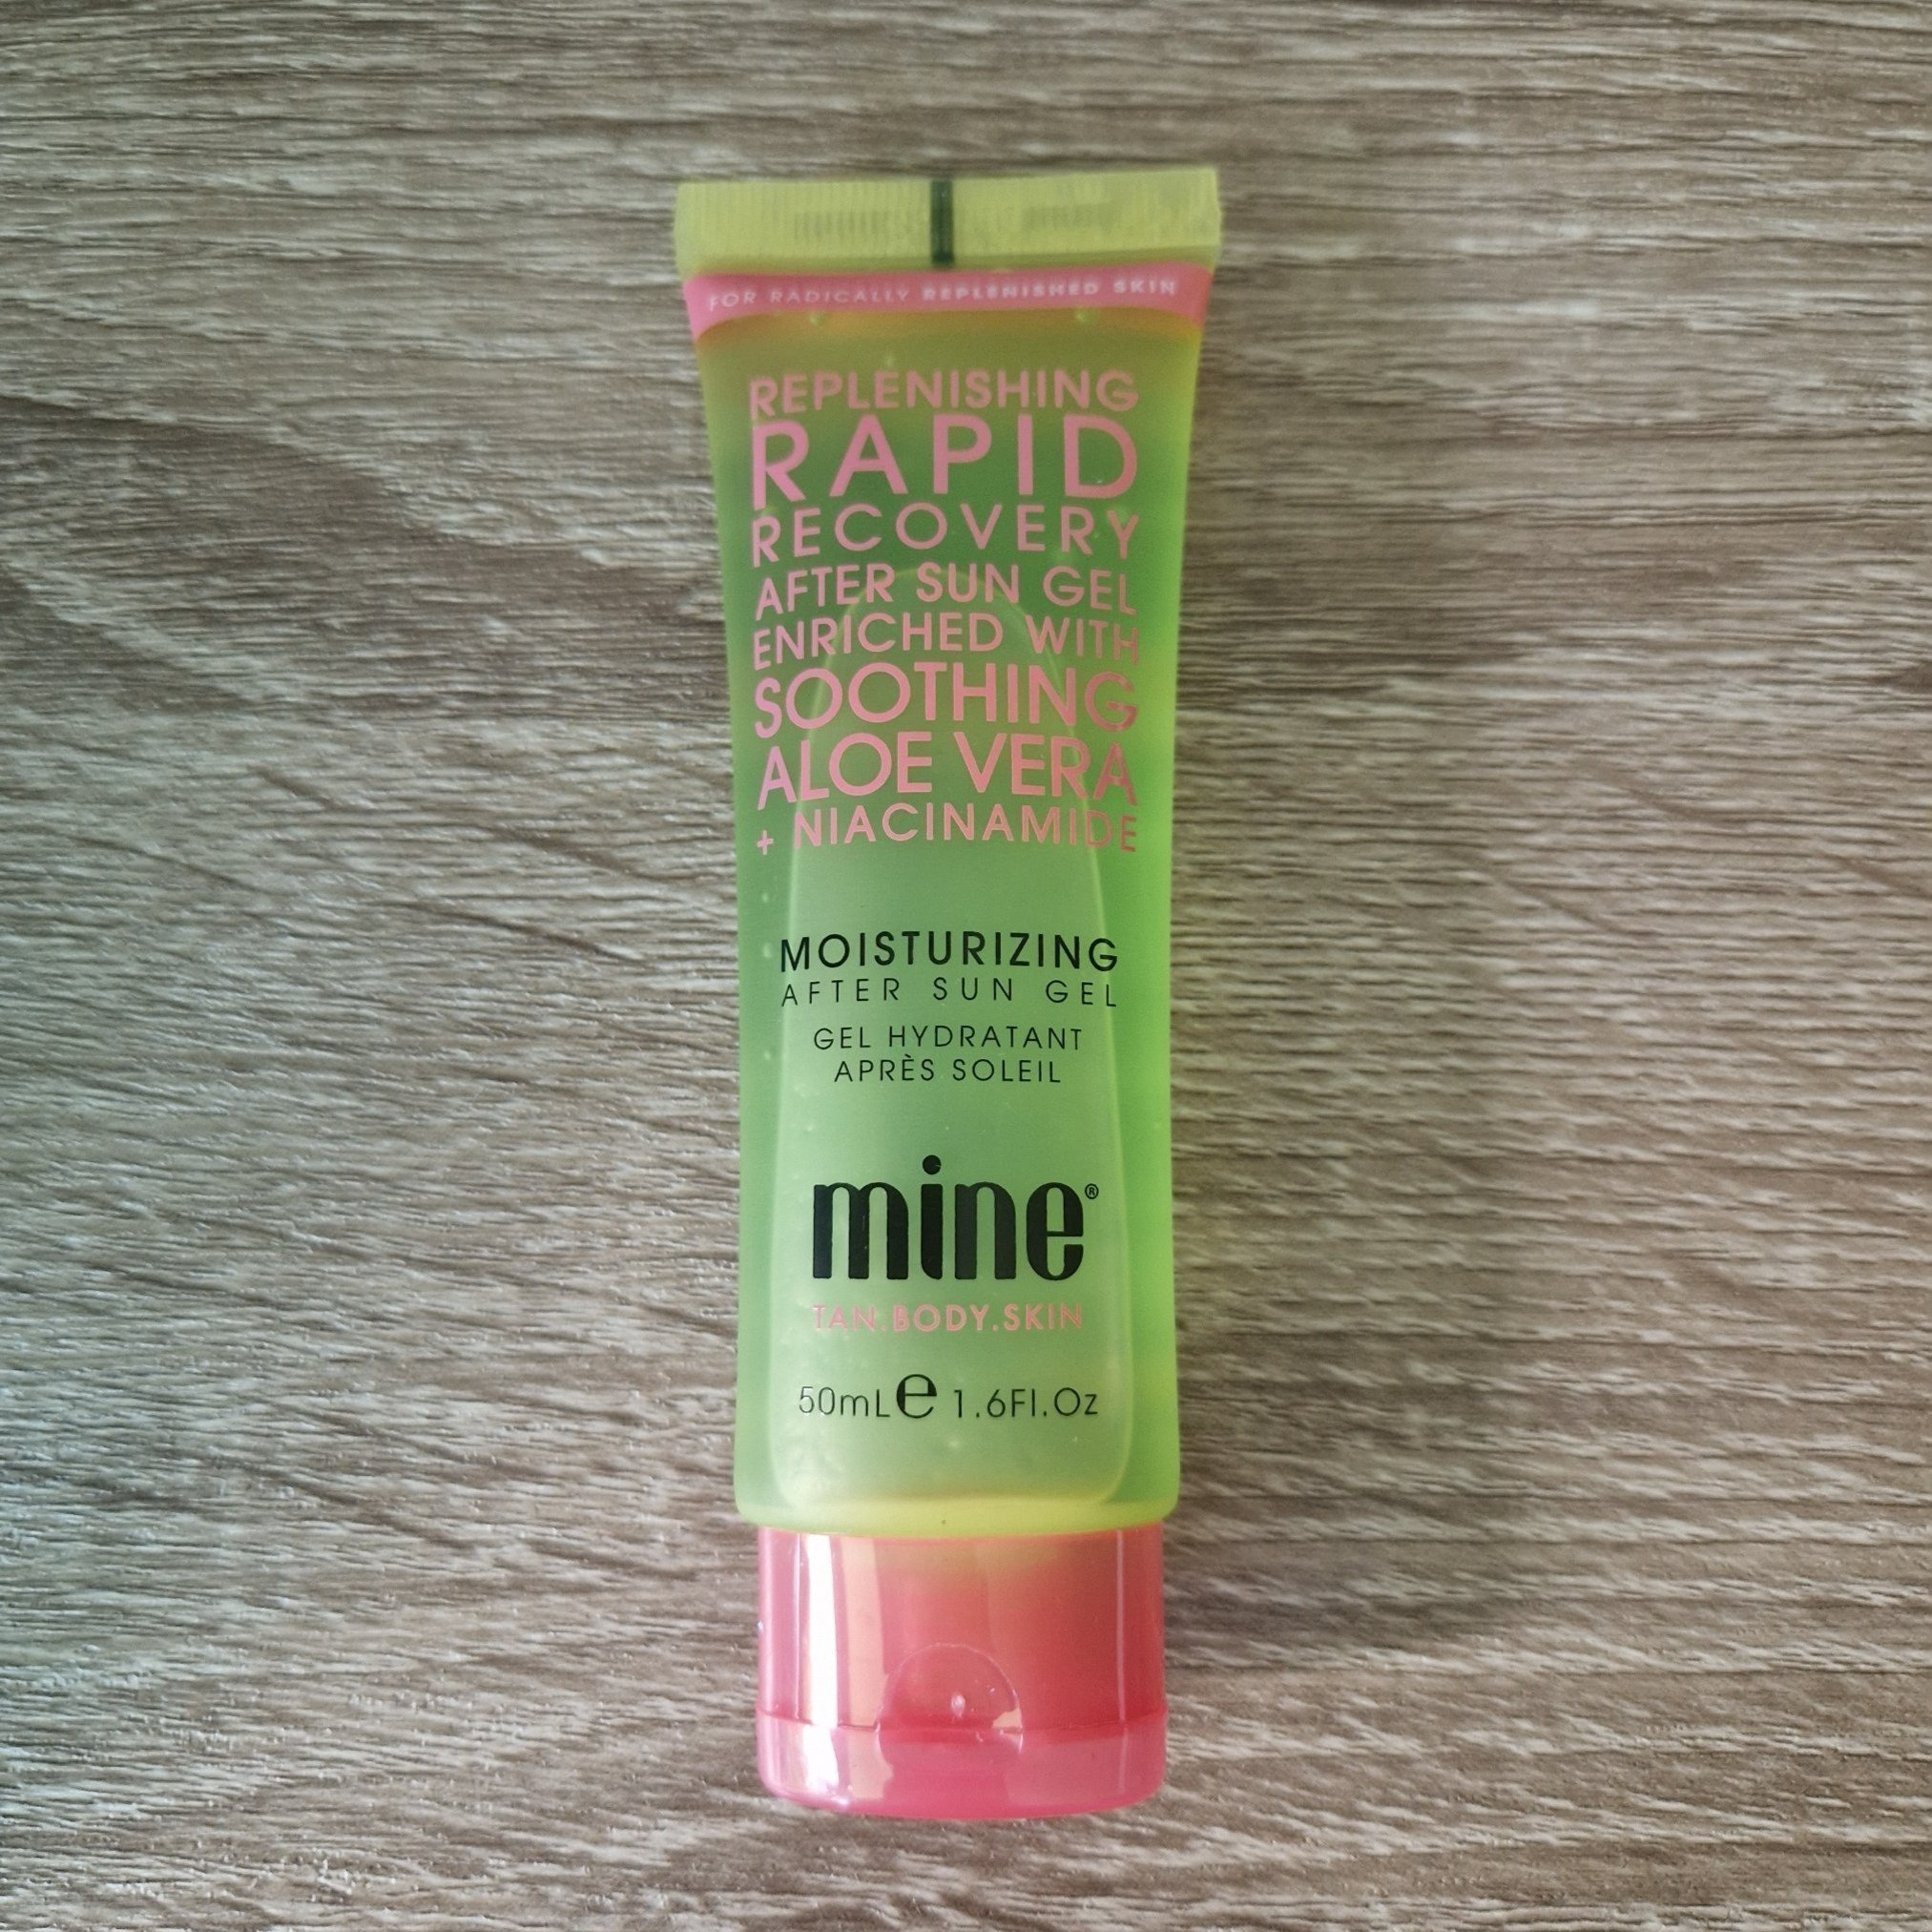 FOR RADICALLY REPLENISHED SKIN
REPLENISHING
RAPID
RECOVERY
AFTER SUN GEL
ENRICHED WITH
SOOTHING
ALOE VERA
+ NIACINAMIDE
MOISTURIZING
AFTER SUN GEL
GEL HYDRATANT
APRÈS SOLEIL
mine®
TAN.BODY.SKIN
50mL℮ 1.6Fl.Oz